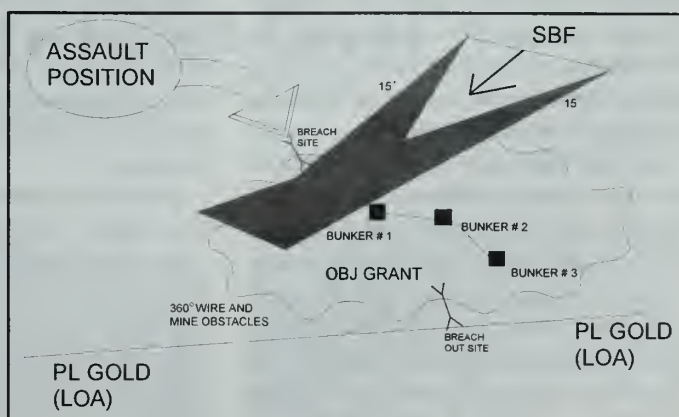 ASSAULT
POSITION
SBF
15°
15
BREACH
SITE
BUNKER # 1
BUNKER # 2
BUNKER # 3
OBJ GRANT
360° WIRE AND
MINE OBSTACLES
BREACH
OUT SITE
PL GOLD
(LOA)
PL GOLD
(LOA)